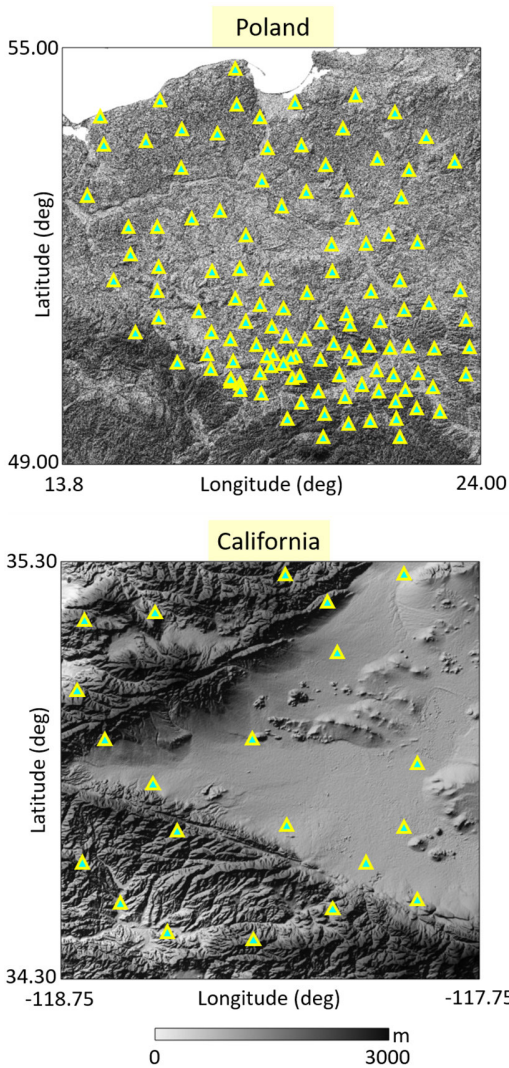 Poland
55.00
Latitude (deg)
49.00
13.8
Longitude (deg)
24.00
California
35.30
Latitude (deg)
34.30
-118.75
Longitude (deg)
-117.75
m
0
3000